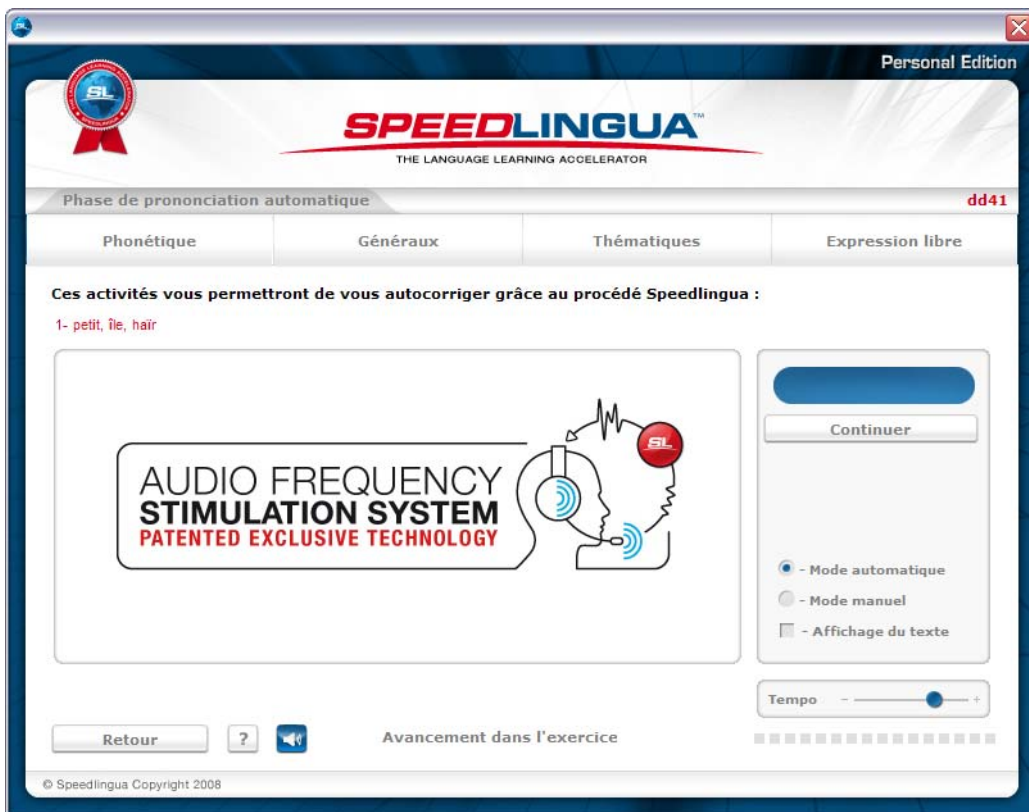 Personal Edition
SL
SPEEDLINGUA™
THE LANGUAGE LEARNING ACCELERATOR
Phase de prononciation automatique
dd41
Phonétique
Généraux
Thématiques
Expression libre
Ces activités vous permettront de vous autocorriger grâce au procédé Speedlingua :
1- petit, île, haïr
AUDIO FREQUENCY
STIMULATION SYSTEM
PATENTED EXCLUSIVE TECHNOLOGY
SL
Continuer
- Mode automatique
- Mode manuel
- Affichage du texte
Tempo - +
Retour
?
Avancement dans l'exercice
© Speedlingua Copyright 2008